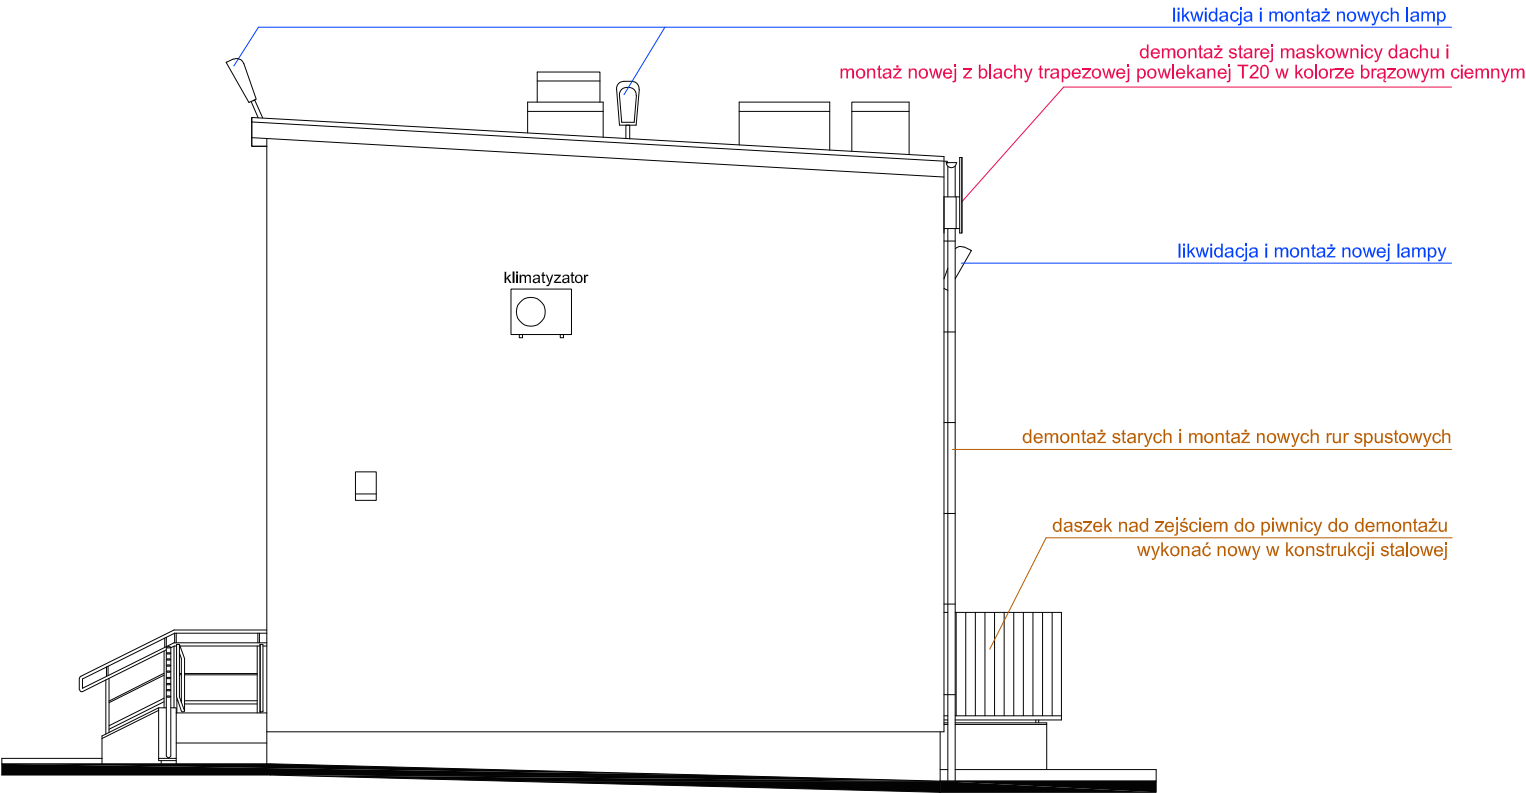 likwidacja i montaż nowych lamp
demontaż starej maskownicy dachu i
montaż nowej z blachy trapezowej powlekanej T20 w kolorze brązowym ciemnym
likwidacja i montaż nowej lampy
klimatyzator
demontaż starych i montaż nowych rur spustowych
daszek nad zejściem do piwnicy do demontażu
wykonać nowy w konstrukcji stalowej